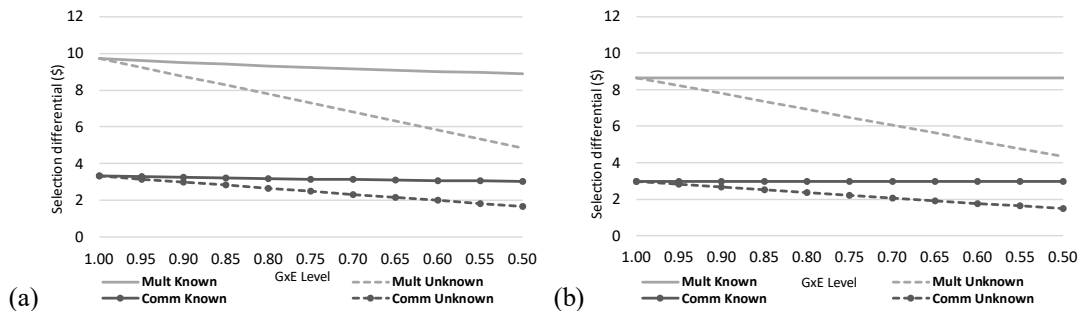 12
10
8
6
4
2
0
Selection differential ($)
1.00 0.95 0.90 0.85 0.80 0.75 0.70 0.65 0.60 0.55 0.50
GxE Level
Mult Known Mult Unknown
Comm Known Comm Unknown
(a)
12
10
8
6
4
2
0
Selection differential ($)
1.00 0.95 0.90 0.85 0.80 0.75 0.70 0.65 0.60 0.55 0.50
GxE Level
Mult Known Mult Unknown
Comm Known Comm Unknown
(b)